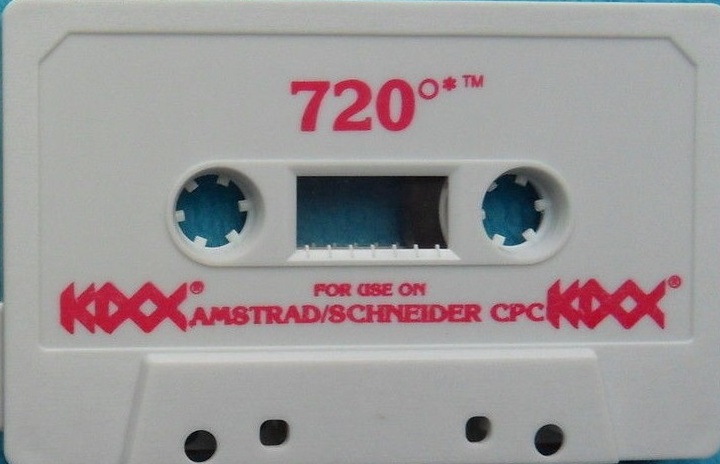 720°*™
FOR USE ON
KIXX® AMSTRAD/SCHNEIDER CPC KIXX®